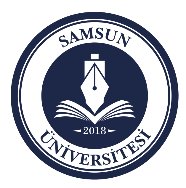 SAMSUN
- 2018 -
ÜNİVERSİTESİ